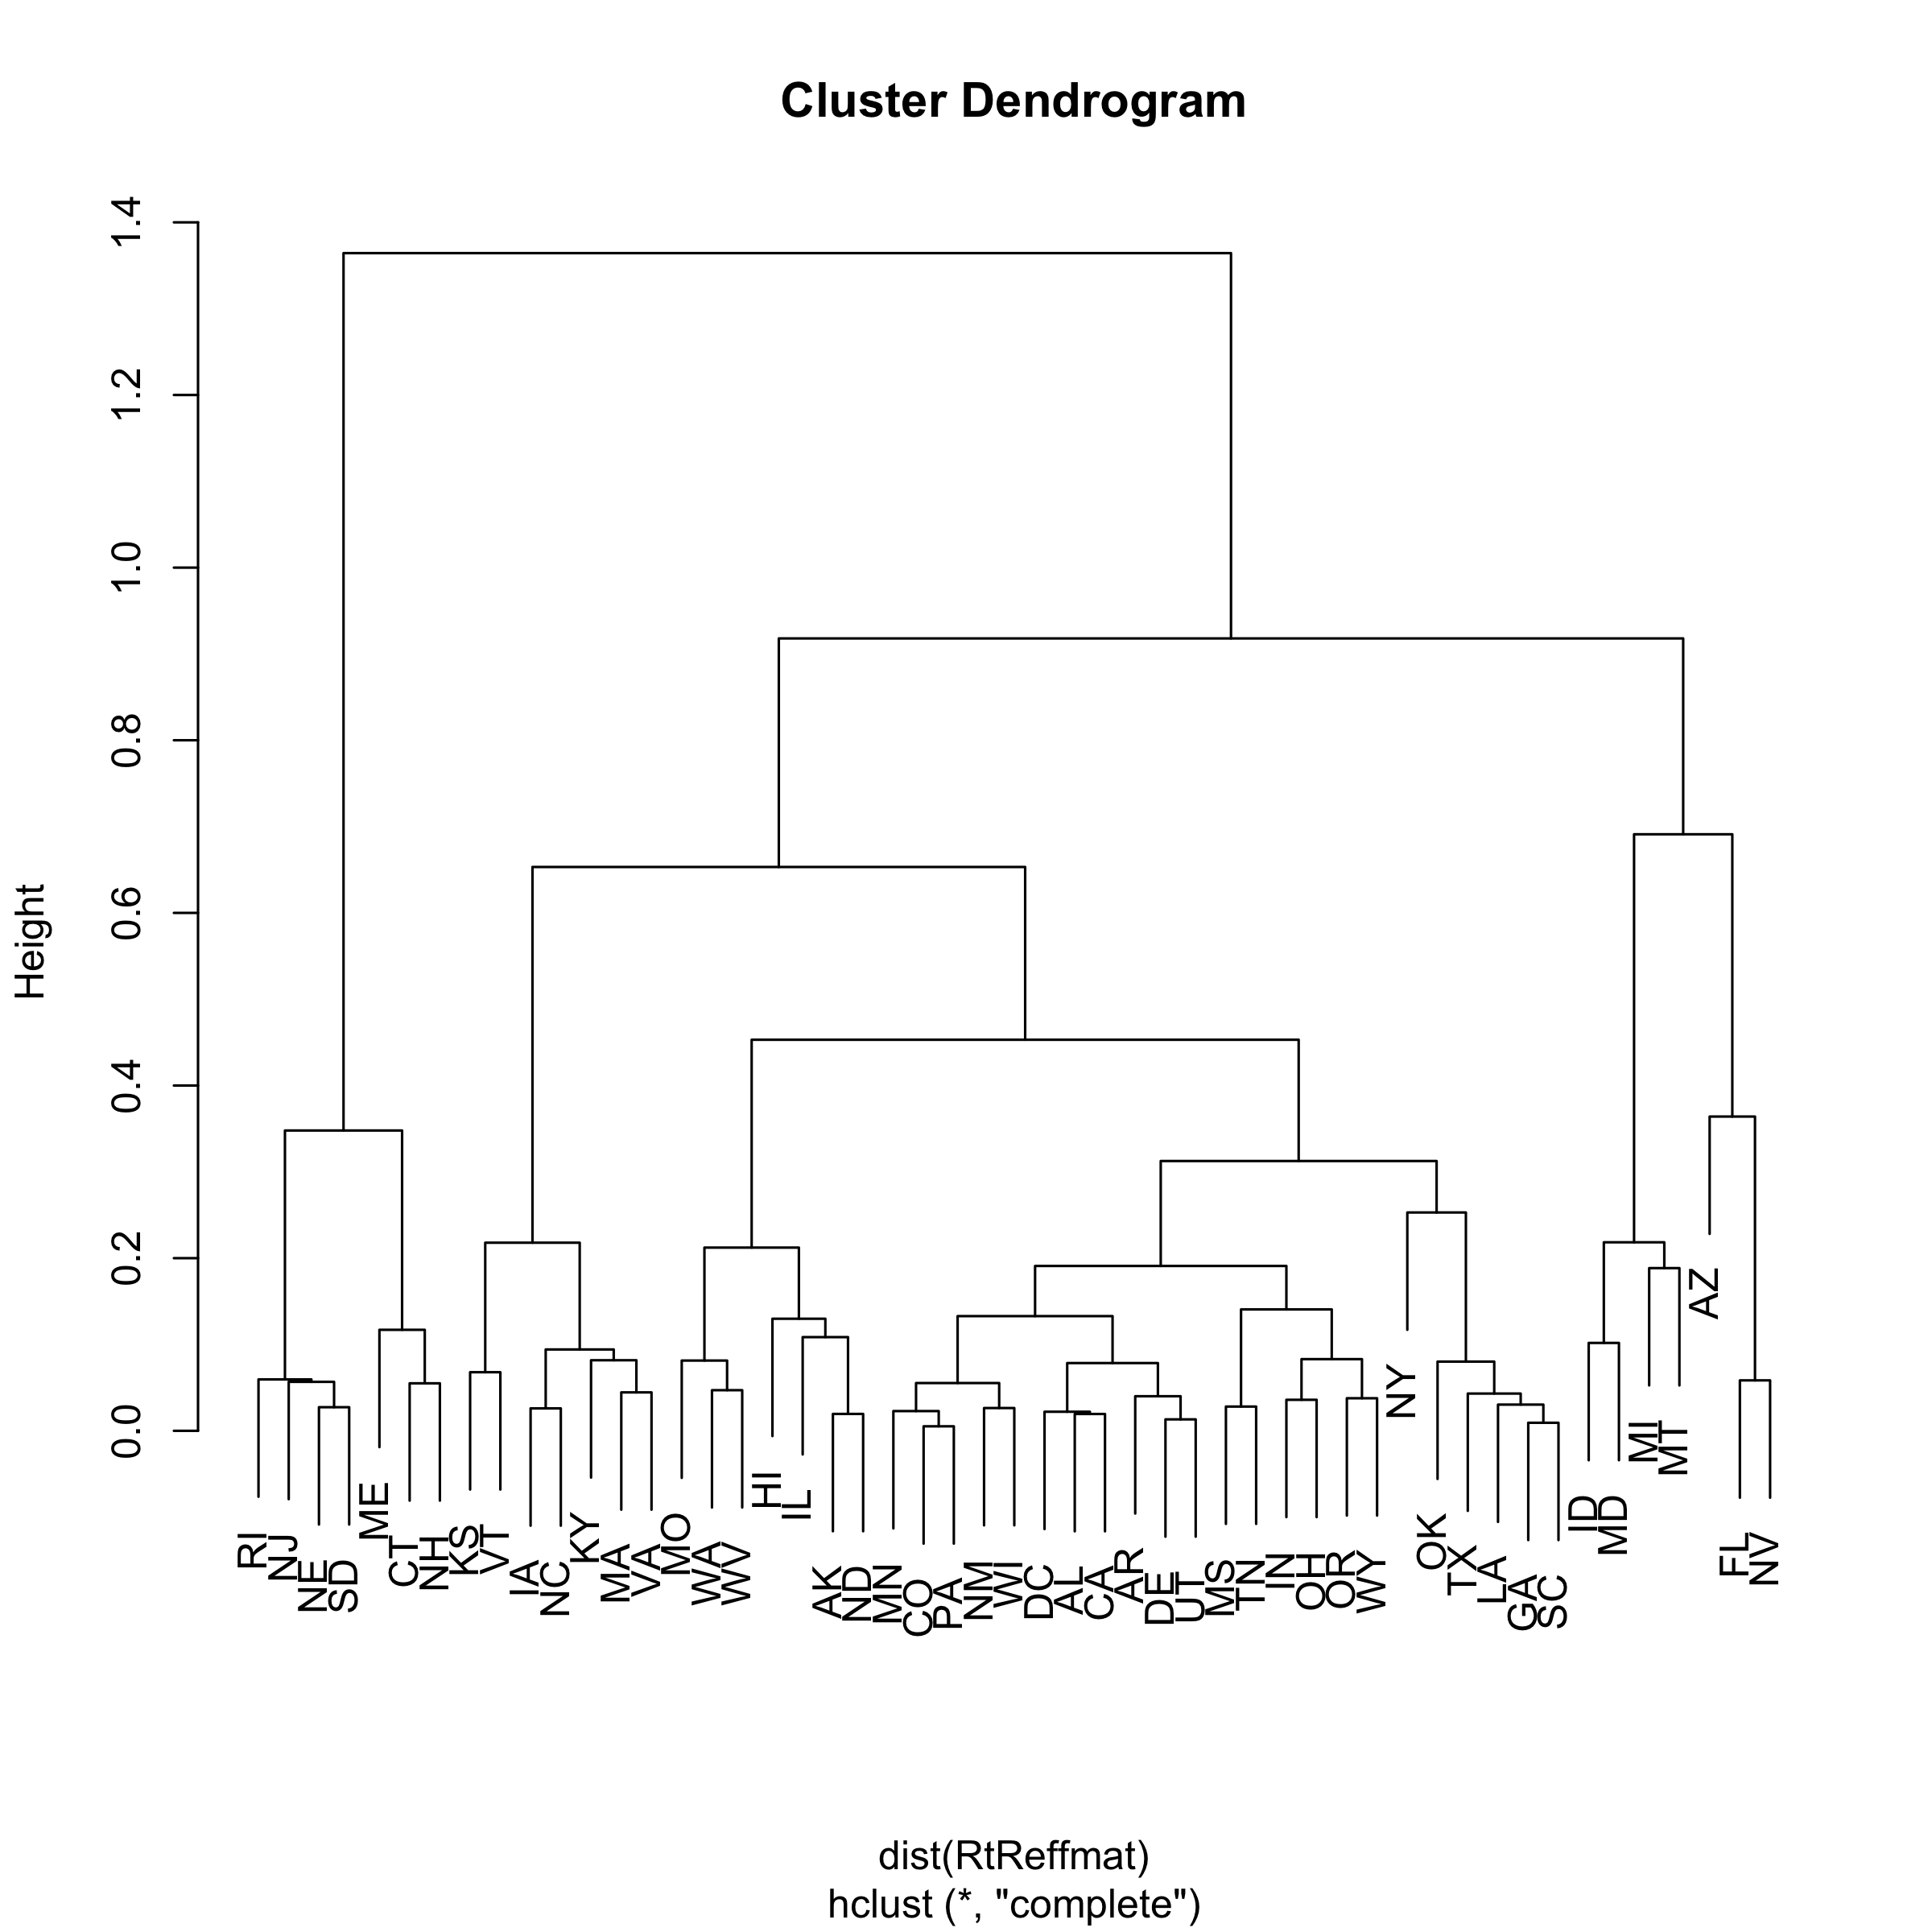 Cluster Dendrogram
Height
1.4
1.2
1.0
0.8
0.6
0.4
0.2
0.0
RI
NJ
NE
SD
ME
CT
NH
KS
VT
IA
NC
KY
MA
VA
MO
WA
WV
HI
IL
AK
ND
MN
CO
PA
NM
WI
DC
AL
CA
AR
DE
UT
MS
TN
IN
OH
OR
WY
NY
OK
TX
LA
GA
SC
ID
MD
MI
MT
AZ
FL
NV
dist(RtReffmat)
hclust (*, "complete")